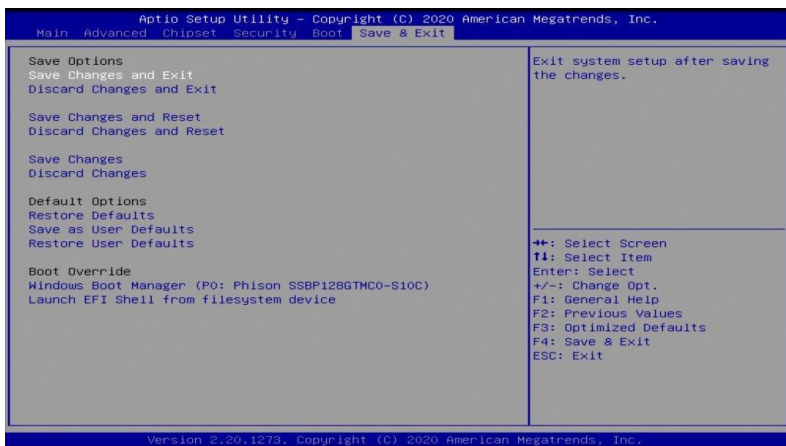 Aptio Setup Utility – Copyright (C) 2020 American Megatrends, Inc.
Main Advanced Chipset Security Boot Save & Exit
Save Options
Save Changes and Exit
Discard Changes and Exit
Save Changes and Reset
Discard Changes and Reset
Save Changes
Discard Changes
Default Options
Restore Defaults
Save as User Defaults
Restore User Defaults
Boot Override
Windows Boot Manager (P0: Phison SSBP128GTMC0-S10C)
Launch EFI Shell from filesystem device
Exit system setup after saving
the changes.
→←: Select Screen
↑↓: Select Item
Enter: Select
+/-: Change Opt.
F1: General Help
F2: Previous Values
F3: Optimized Defaults
F4: Save & Exit
ESC: Exit
Version 2.20.1273. Copyright (C) 2020 American Megatrends, Inc.